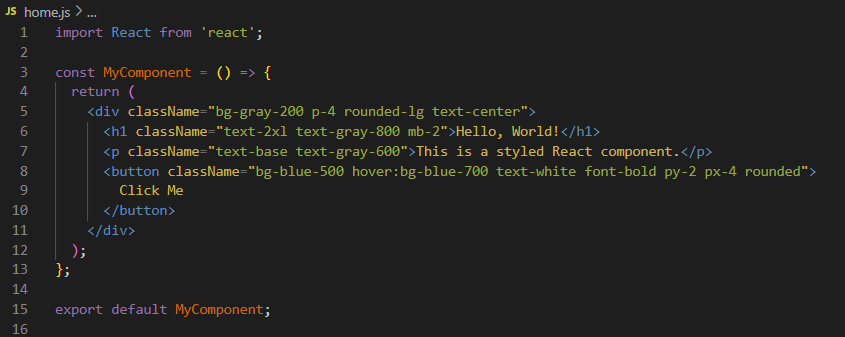 JS home.js > ...
1 import React from 'react';
2
3 const MyComponent = () => {
4   return (
5     <div className="bg-gray-200 p-4 rounded-lg text-center">
6       <h1 className="text-2xl text-gray-800 mb-2">Hello, World!</h1>
7       <p className="text-base text-gray-600">This is a styled React component.</p>
8       <button className="bg-blue-500 hover:bg-blue-700 text-white font-bold py-2 px-4 rounded">
9         Click Me
10       </button>
11     </div>
12   );
13 };
14
15 export default MyComponent;
16